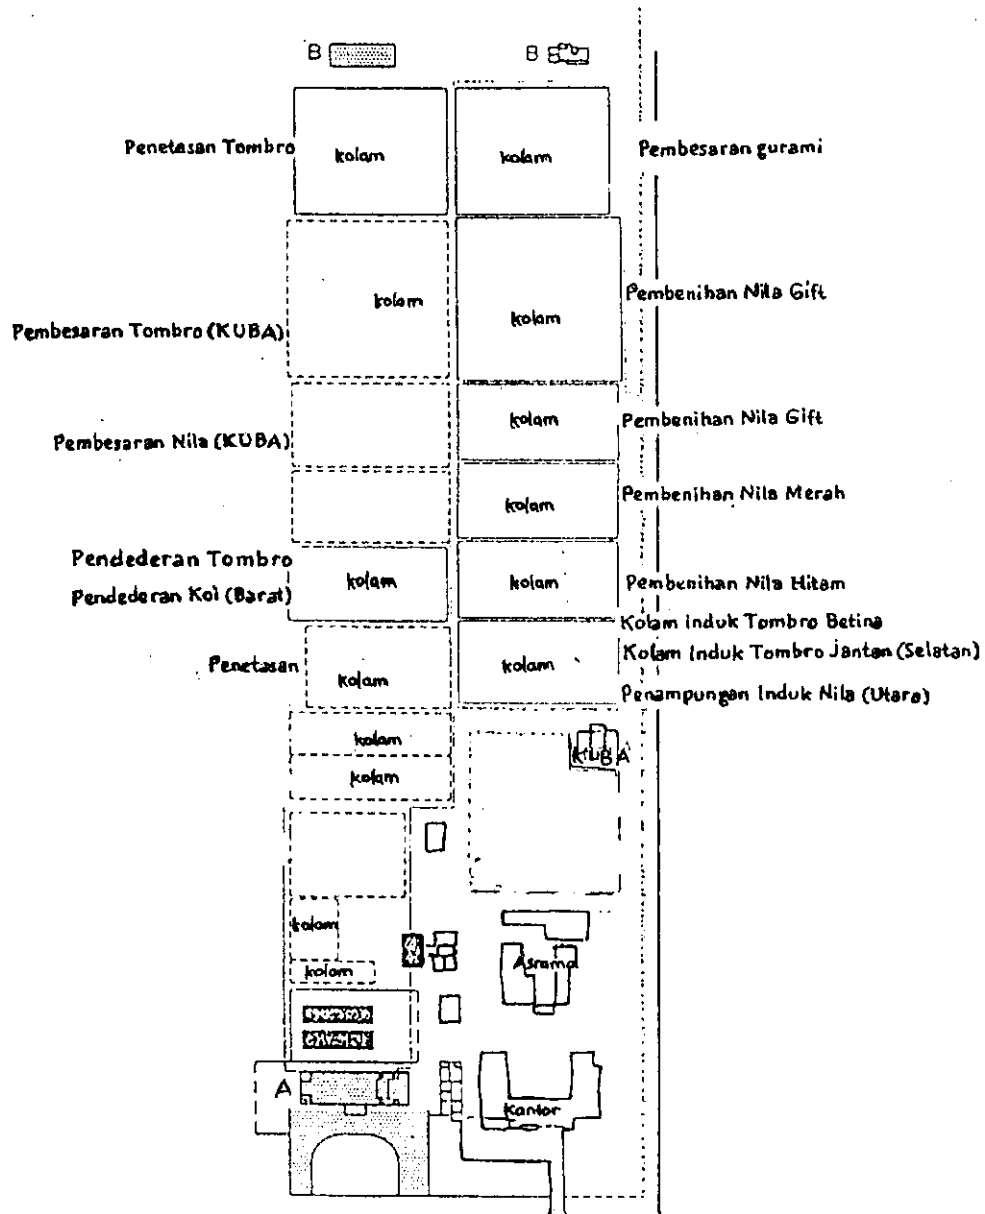 B
B
Penetasan Tombro
kolam
kolam
Pembesaran gurami
kolam
Pembenihan Nila Gift
kolam
Pembesaran Tombro (KUBA)
kolam
Pembenihan Nila Gift
Pembesaran Nila (KUBA)
kolam
Pembenihan Nila Merah
Pendederan Tombro
kolam
kolam
Pembenihan Nila Hitam
Pendederan Kol (Barat)
Kolam Induk Tombro Betina
Penetasan
kolam
kolam
Kolam Induk Tombro Jantan (Selatan)
Penampungan Induk Nila (Utara)
kolam
KUBA
kolam
kolam
kolam
Asrama
A
Kantor